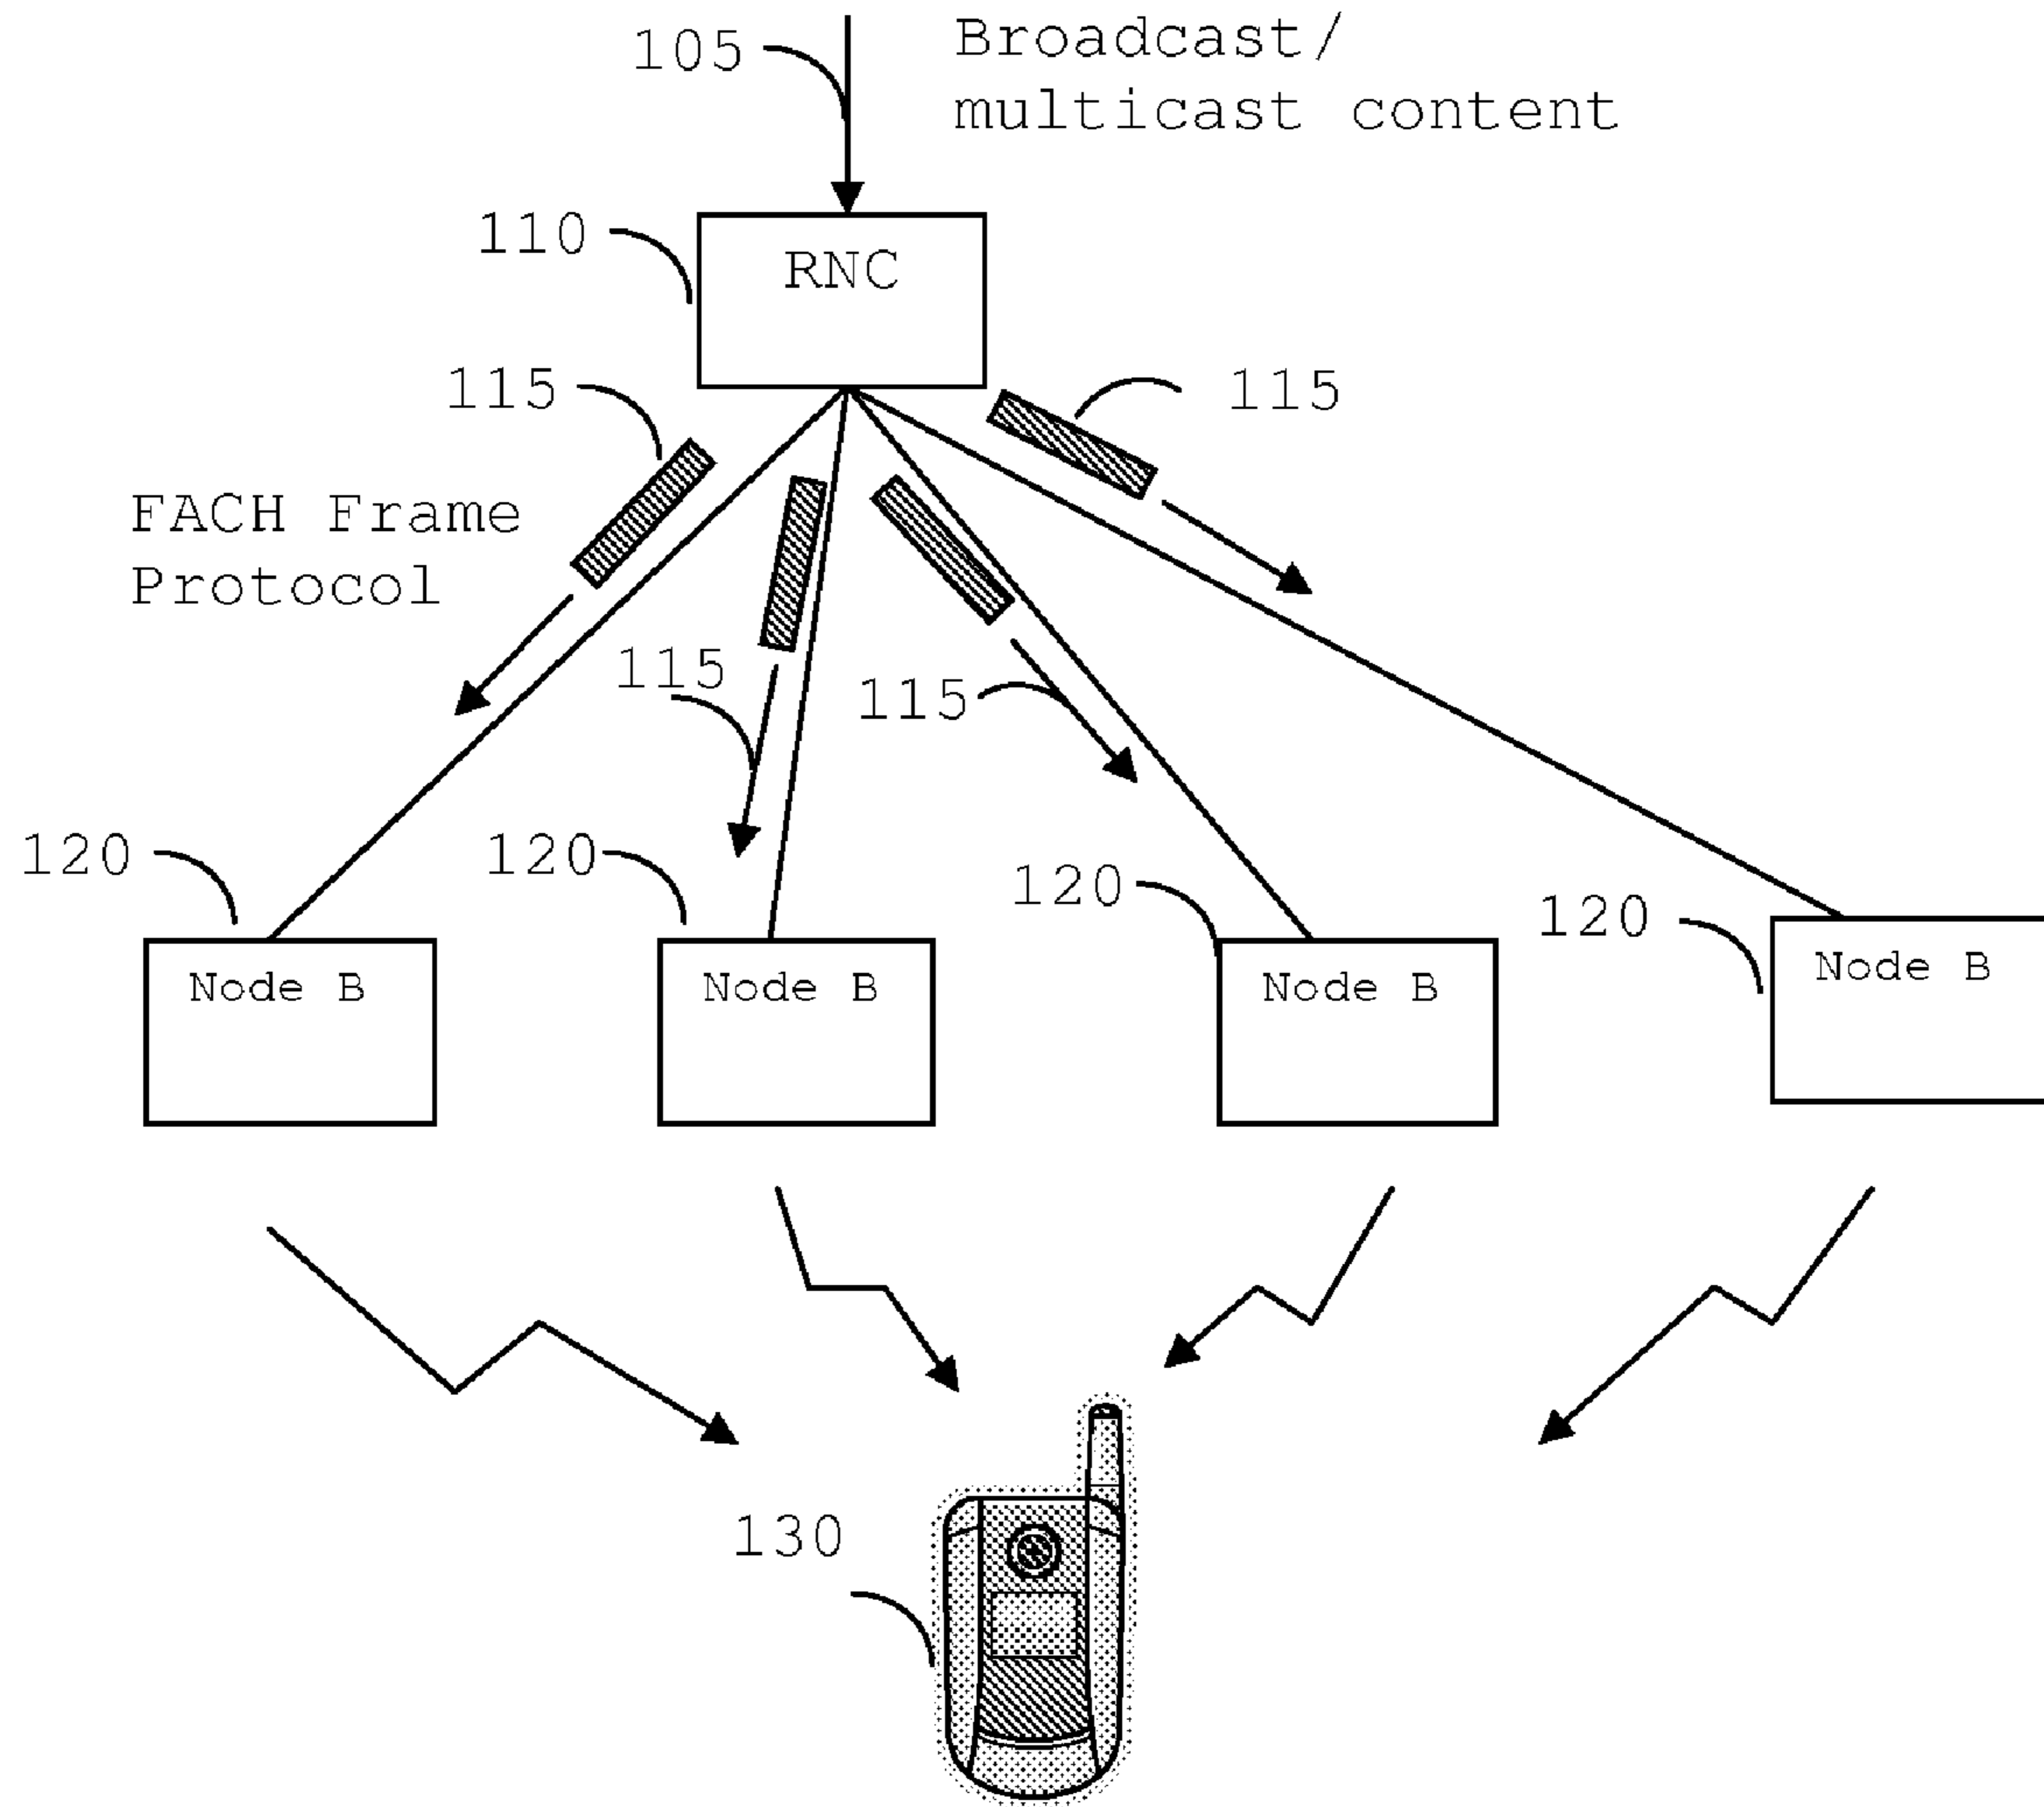 105
Broadcast/
multicast content
110
RNC
115
115
FACH Frame
Protocol
115
115
120
120
120
120
Node B
Node B
Node B
Node B
130